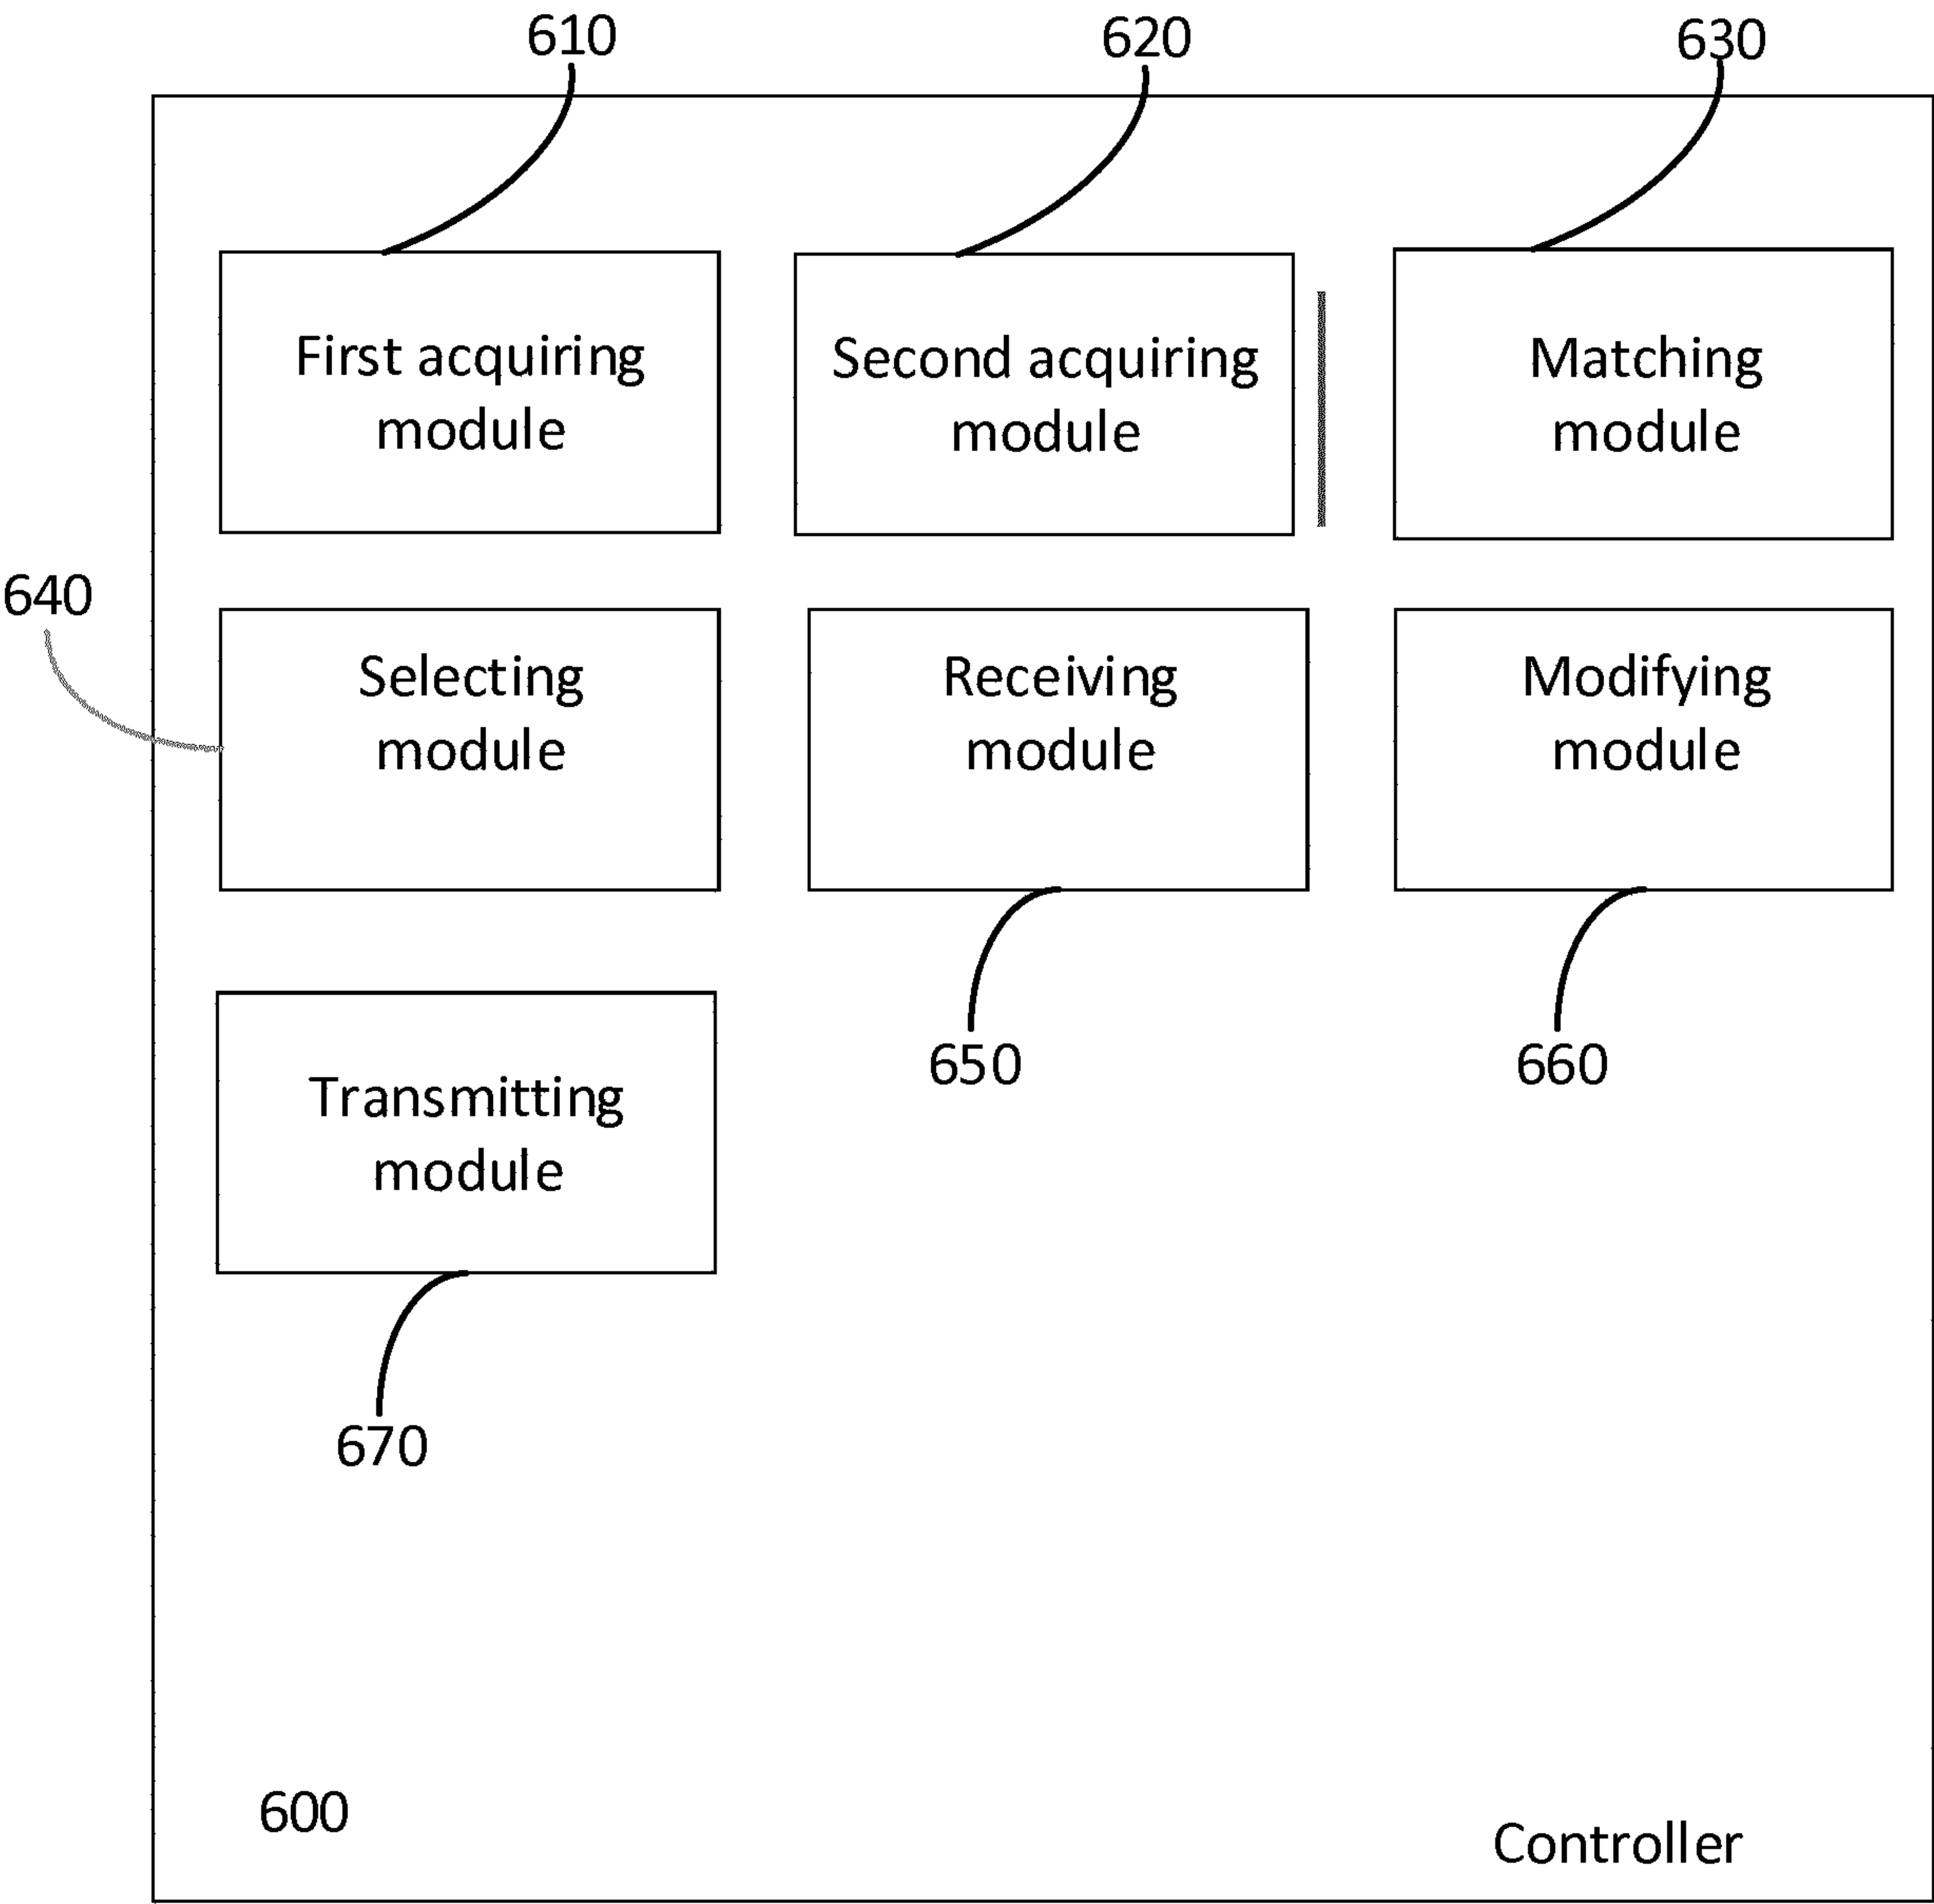 610
620
630
First acquiring
module
Second acquiring
module
Matching
module
640
Selecting
module
Receiving
module
Modifying
module
650
660
Transmitting
module
670
600
Controller